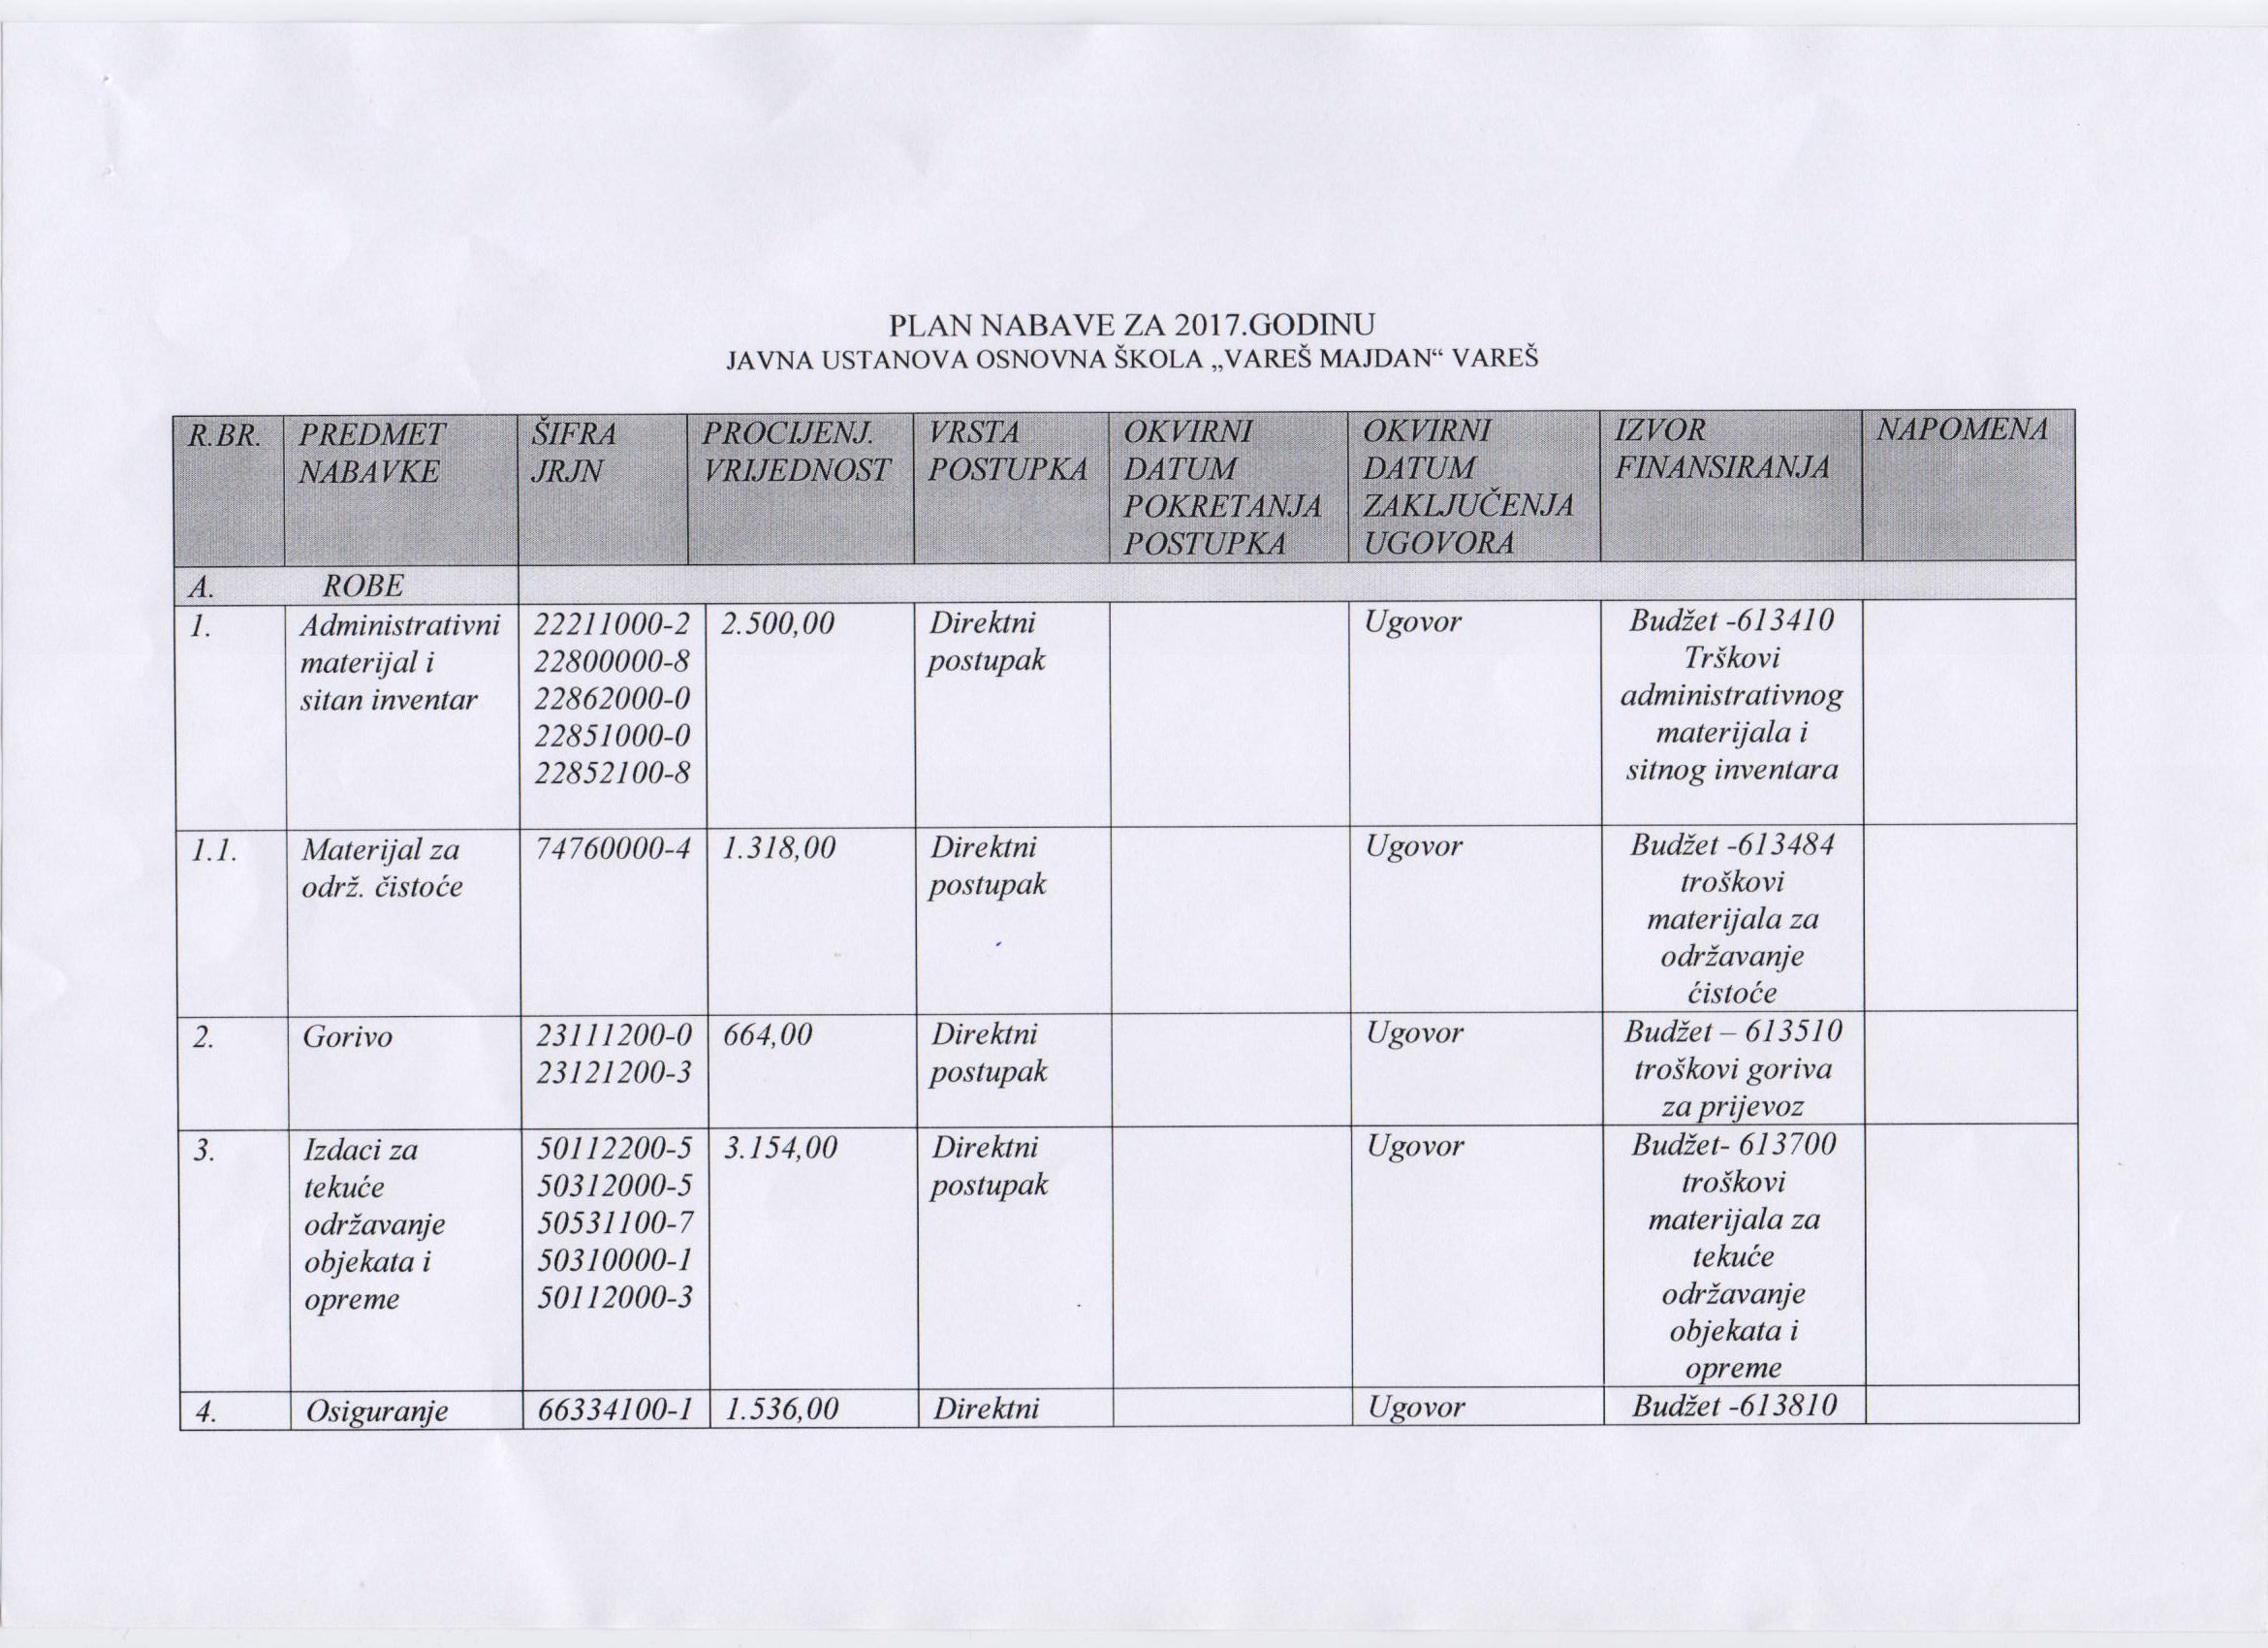 PLAN NABAVE ZA 2017.GODINU
JAVNA USTANOVA OSNOVNA ŠKOLA „VAREŠ MAJDAN“ VAREŠ
R.BR.
PREDMET
NABAVKE
ŠIFRA
JRJN
PROCIJENJ.
VRIJEDNOST
VRSTA
POSTUPKA
OKVIRNI
DATUM
POKRETANJA
POSTUPKA
OKVIRNI
DATUM
ZAKLJUČENJA
UGOVORA
IZVOR
FINANSIRANJA
NAPOMENA
A. ROBE
1.
Administrativni
materijal i
sitan inventar
22211000-2
22800000-8
22862000-0
22851000-0
22852100-8
2.500,00
Direktni
postupak
Ugovor
Budžet -613410
Trškovi
administrativnog
materijala i
sitnog inventara
1.1.
Materijal za
održ. čistoće
74760000-4
1.318,00
Direktni
postupak
Ugovor
Budžet -613484
troškovi
materijala za
održavanje
ćistoće
2.
Gorivo
23111200-0
23121200-3
664,00
Direktni
postupak
Ugovor
Budžet – 613510
troškovi goriva
za prijevoz
3.
Izdaci za
tekuće
održavanje
objekata i
opreme
50112200-5
50312000-5
50531100-7
50310000-1
50112000-3
3.154,00
Direktni
postupak
Ugovor
Budžet- 613700
troškovi
materijala za
tekuće
održavanje
objekata i
opreme
4.
Osiguranje
66334100-1
1.536,00
Direktni
Ugovor
Budžet -613810